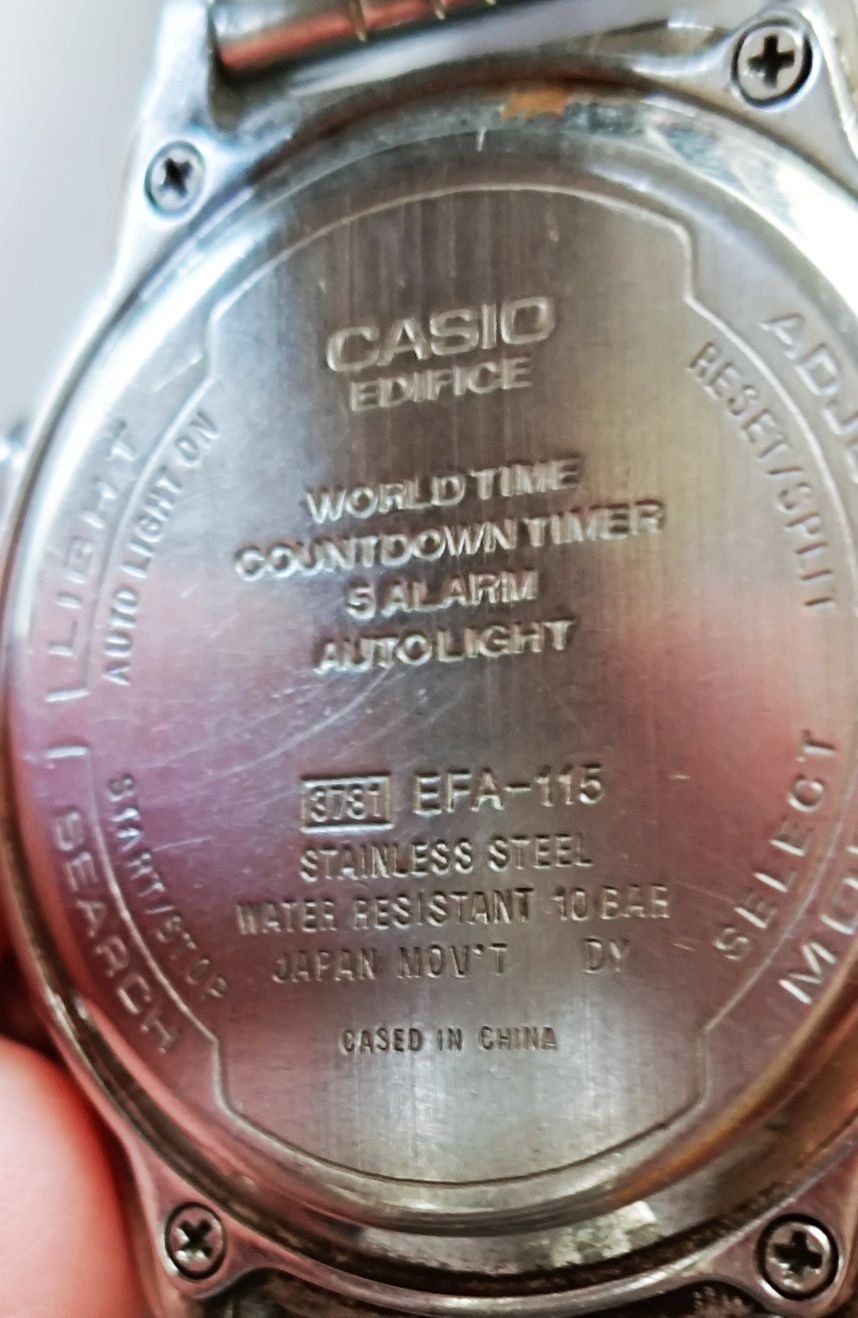 CASIO
EDIFICE
WORLD TIME
COUNTDOWN TIMER
5 ALARM
AUTO LIGHT
3781 EFA-115
STAINLESS STEEL
WATER RESISTANT 10 BAR
JAPAN MOV'T DY
CASED IN CHINA
LIGHT
AUTO LIGHT ON
SEARCH
START/STOP
RESET/SPLIT
SELECT